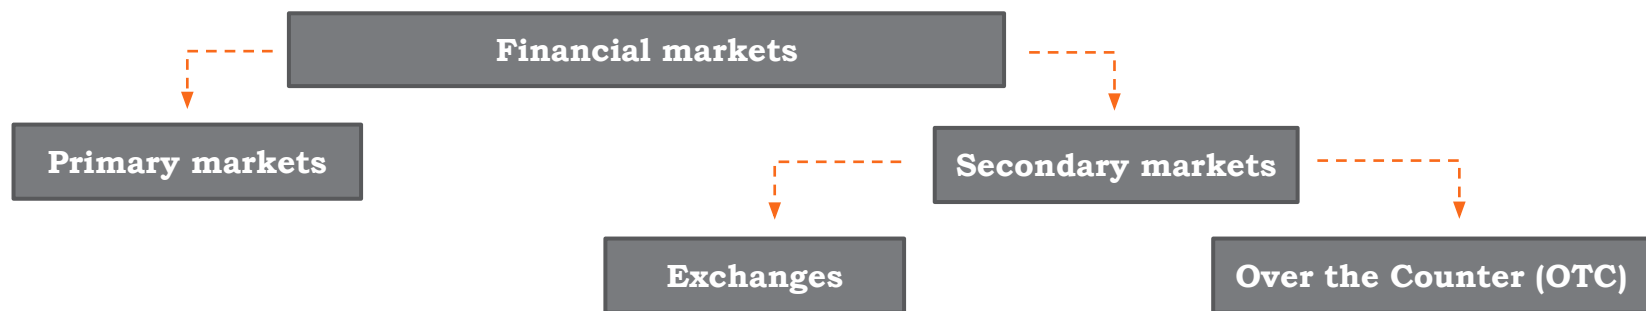 Financial markets
Primary markets
Secondary markets
Exchanges
Over the Counter (OTC)